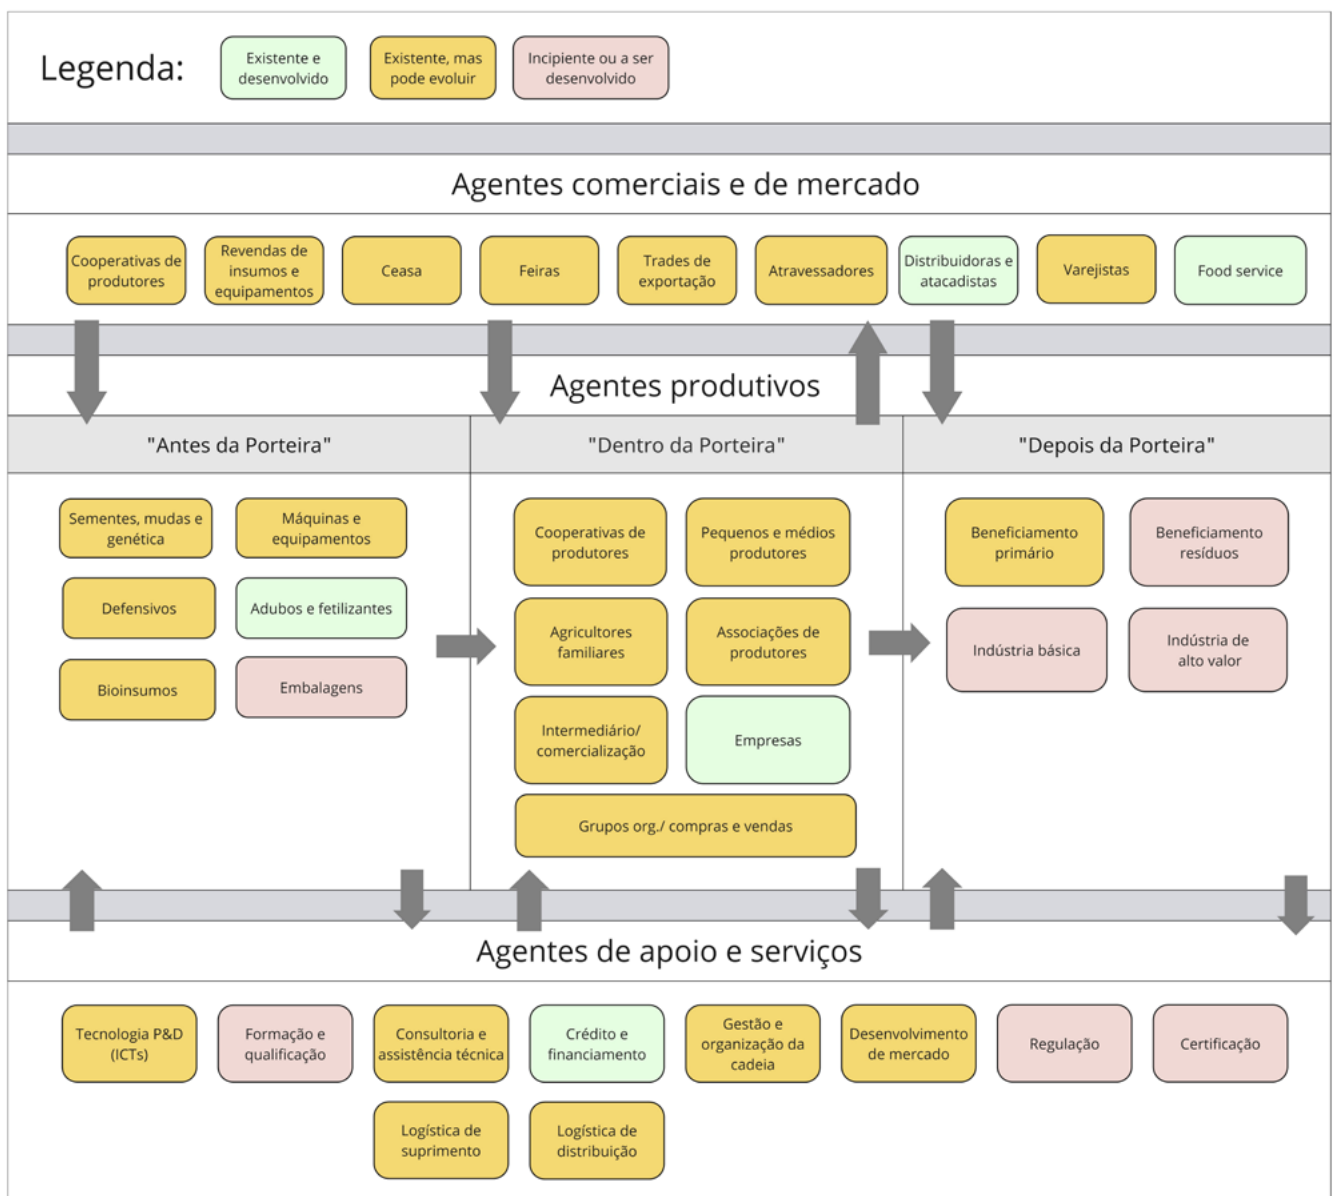 Legenda:
Existente e
desenvolvido
Existente, mas
pode evoluir
Incipiente ou a ser
desenvolvido
Agentes comerciais e de mercado
Cooperativas de
produtores
Revendas de
insumos e
equipamentos
Ceasa
Feiras
Trades de
exportação
Atravessadores
Distribuidoras e
atacadistas
Varejistas
Food service
Agentes produtivos
"Antes da Porteira"
"Dentro da Porteira"
"Depois da Porteira"
Sementes, mudas e
genética
Máquinas e
equipamentos
Defensivos
Adubos e fetilizantes
Bioinsumos
Embalagens
Cooperativas de
produtores
Pequenos e médios
produtores
Agricultores
familiares
Associações de
produtores
Intermediário/
comercialização
Empresas
Grupos org./ compras e vendas
Beneficiamento
primário
Beneficiamento
resíduos
Indústria básica
Indústria de
alto valor
Agentes de apoio e serviços
Tecnologia P&D
(ICTs)
Formação e
qualificação
Consultoria e
assistência técnica
Crédito e
financiamento
Gestão e
organização da
cadeia
Desenvolvimento
de mercado
Regulação
Certificação
Logística de
suprimento
Logística de
distribuição